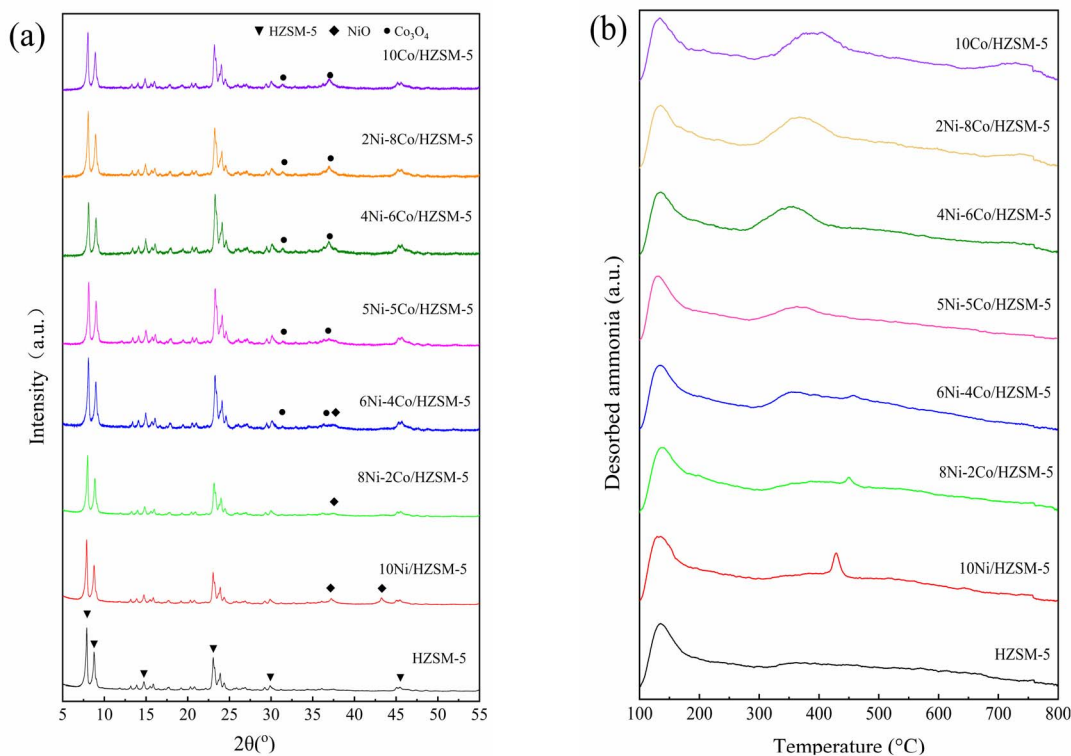 (a)
▼ HZSM-5 ◆ NiO ● Co₃O₄
10Co/HZSM-5
2Ni-8Co/HZSM-5
4Ni-6Co/HZSM-5
5Ni-5Co/HZSM-5
6Ni-4Co/HZSM-5
8Ni-2Co/HZSM-5
10Ni/HZSM-5
HZSM-5
Intensity (a.u.)
5 10 15 20 25 30 35 40 45 50 55
2θ(°)
(b)
10Co/HZSM-5
2Ni-8Co/HZSM-5
4Ni-6Co/HZSM-5
5Ni-5Co/HZSM-5
6Ni-4Co/HZSM-5
8Ni-2Co/HZSM-5
10Ni/HZSM-5
HZSM-5
Desorbed ammonia (a.u.)
100 200 300 400 500 600 700 800
Temperature (°C)